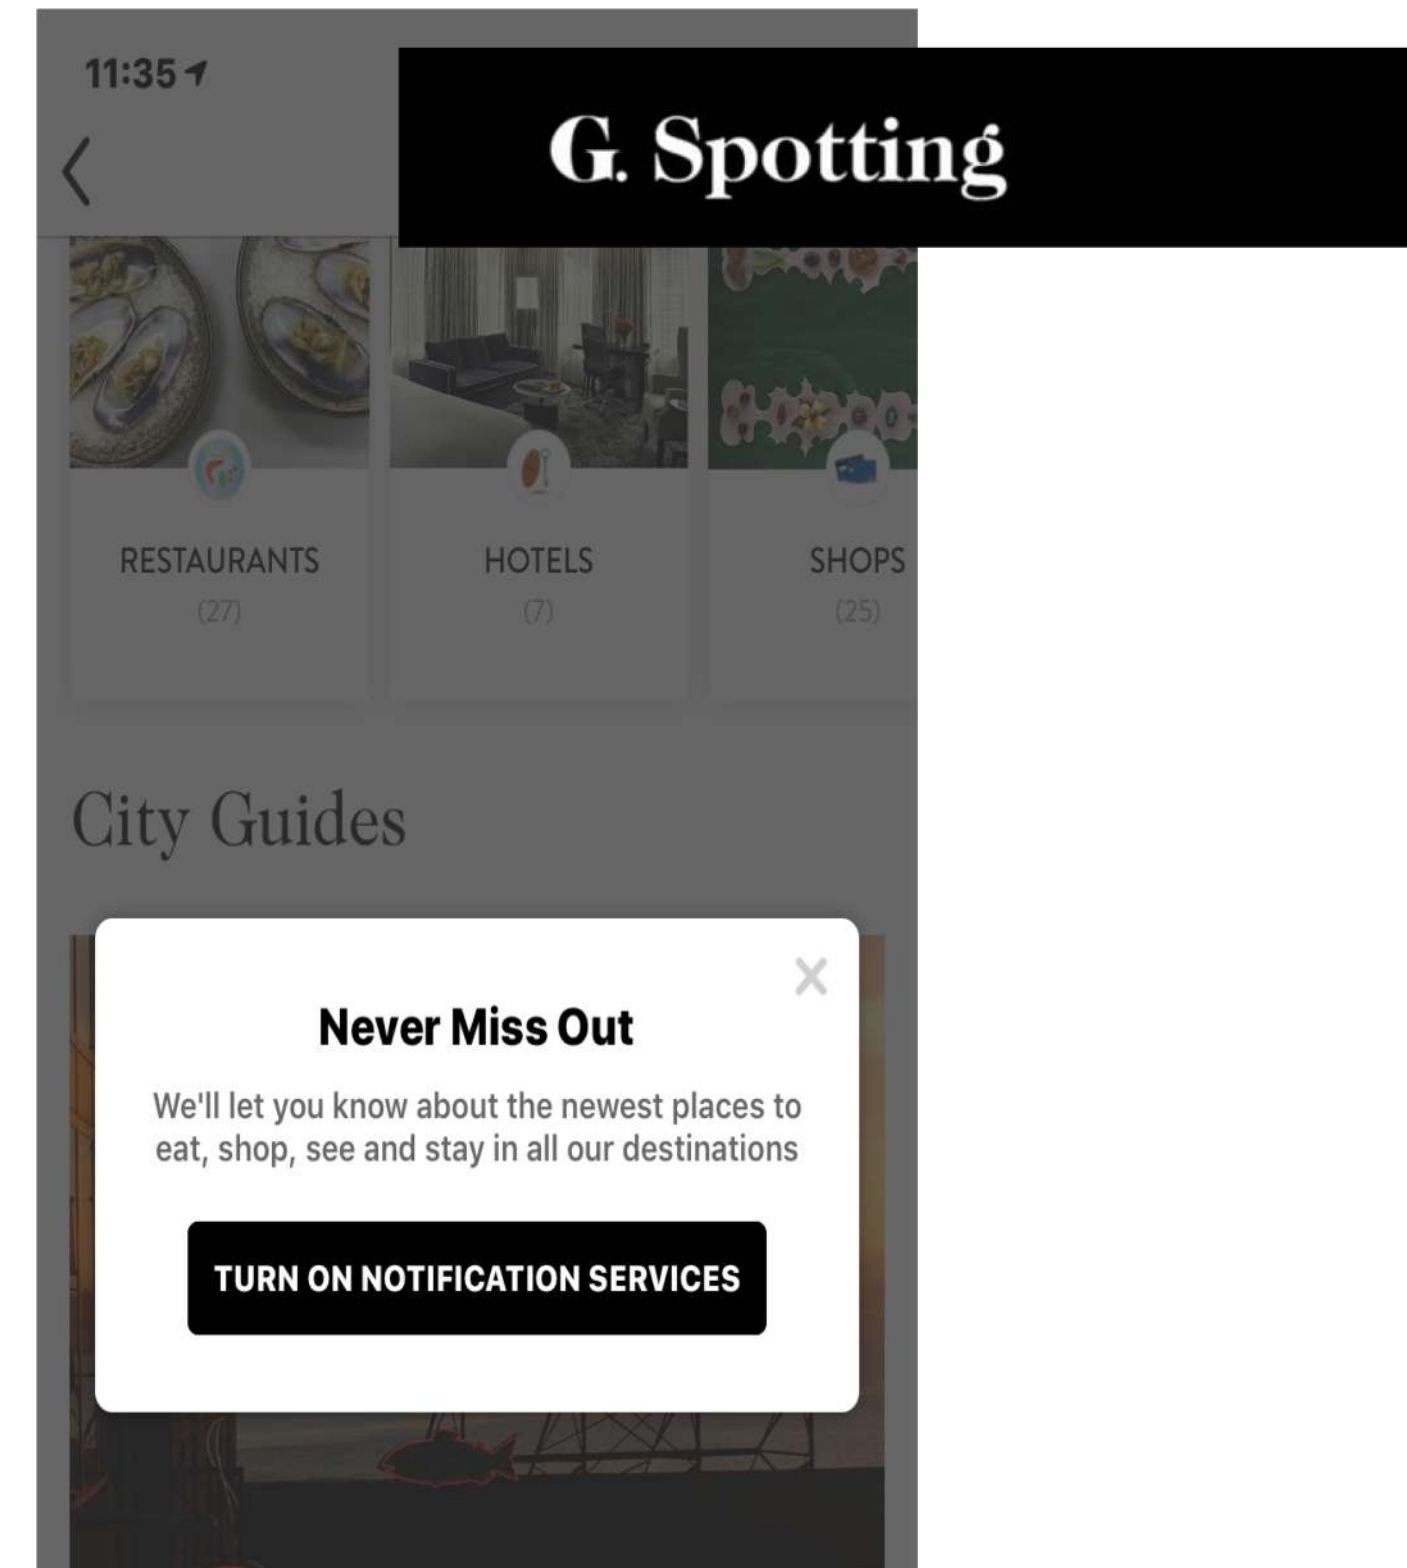 11:35
G. Spotting
RESTAURANTS
HOTELS
SHOPS
(27)
(7)
(25)
City Guides
Never Miss Out
We'll let you know about the newest places to
eat, shop, see and stay in all our destinations
TURN ON NOTIFICATION SERVICES